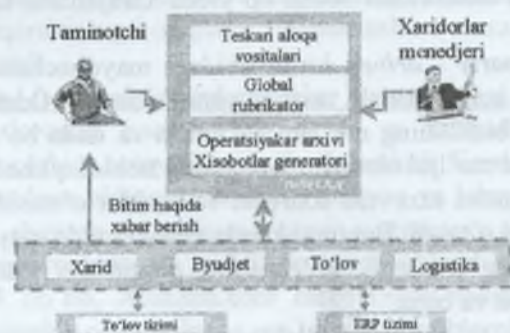 Taminotchi
Teskari aloqa
vositalari
Xaridorlar
menedjeri
Global
rubrikator
Operatsiyakar arxivi
Xisobotlar generatori
Bitim haqida
xabar berish
Xarid
Byudjet
To'lov
Logistika
To'lov tizimi
ERP tizimi